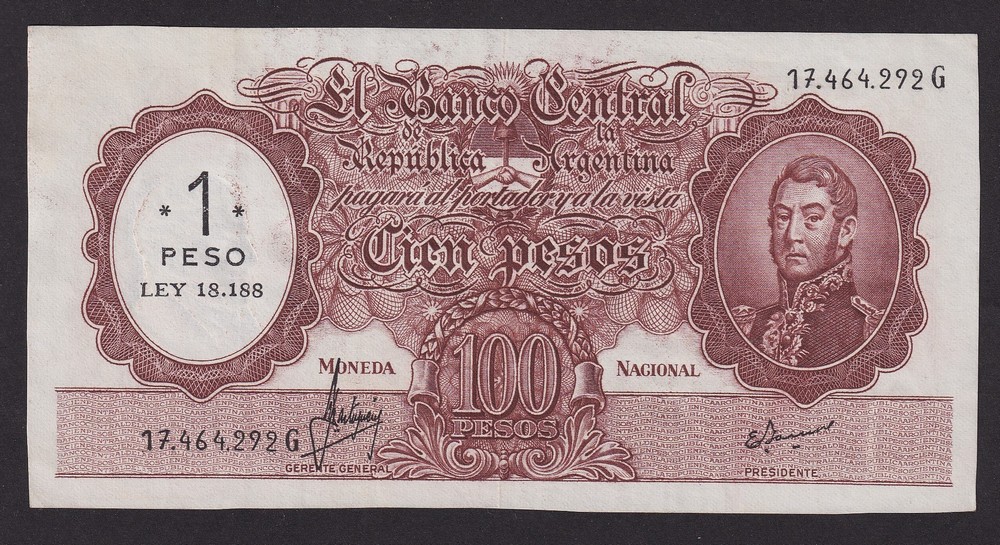 17.464.292 G
El Banco Central
de la
República Argentina
pagará al portador y a la vista
Cien pesos
* 1 *
PESO
LEY 18.188
MONEDA NACIONAL
100
PESOS
17.464.292 G
GERENTE GENERAL
PRESIDENTE